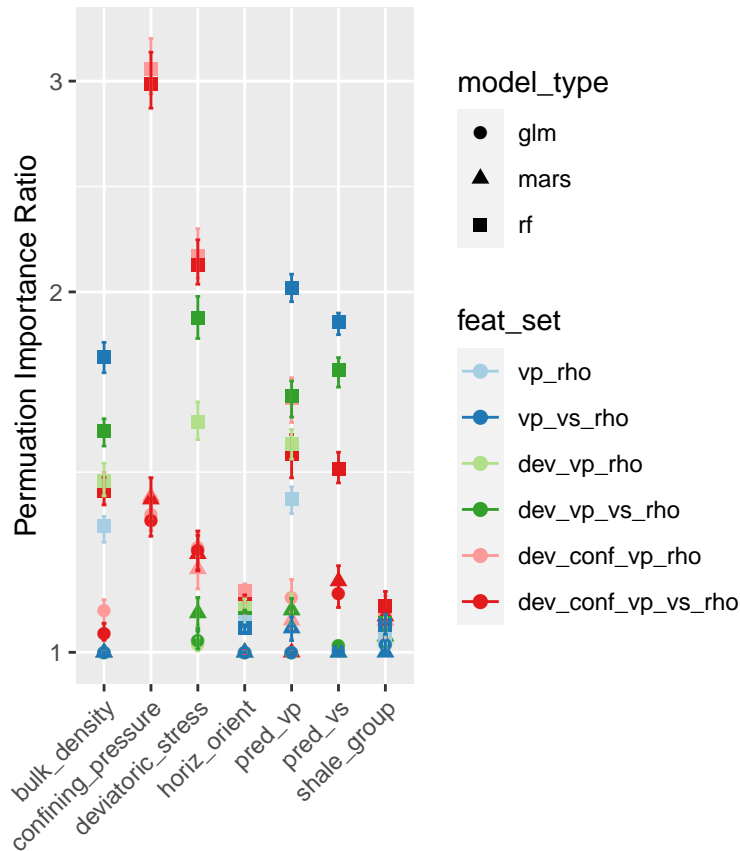 Permuation Importance Ratio
3
2
1
bulk_density
confining_pressure
deviatoric_stress
horiz_orient
pred_vp
pred_vs
shale_group
model_type
glm
mars
rf
feat_set
vp_rho
vp_vs_rho
dev_vp_rho
dev_vp_vs_rho
dev_conf_vp_rho
dev_conf_vp_vs_rho